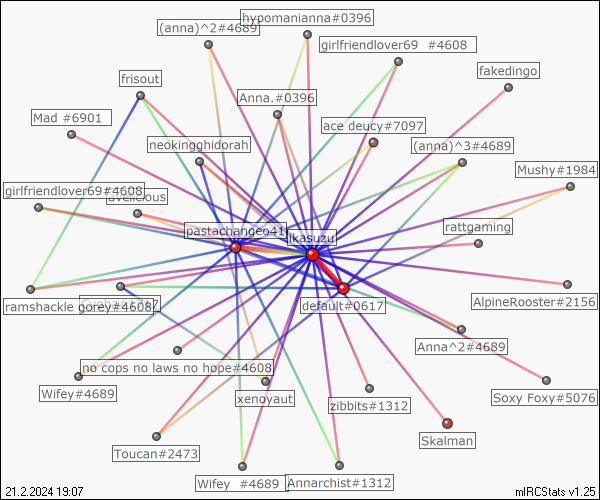 hypomanianna#0396
(anna)^2#4689
girlfriendlover69 #4608
fakedingo
frisout
Anna.#0396
Mad #6901
ace deucy#7097
neokingghidorah
(anna)^3#4689
Mushy#1984
girlfriendlover69#4608
rattgaming
pastachangeo41
ikasuzu
ramshackle gorey#4608
default#0617
AlpineRooster#2156
Anna^2#4689
no cops no laws no hope#4608
Wifey#4689
xenoyaut
zibbits#1312
Soxy Foxy#5076
Skalman
Toucan#2473
Wifey #4689
Annarchist#1312
21.2.2024 19:07
mIRCStats v1.25